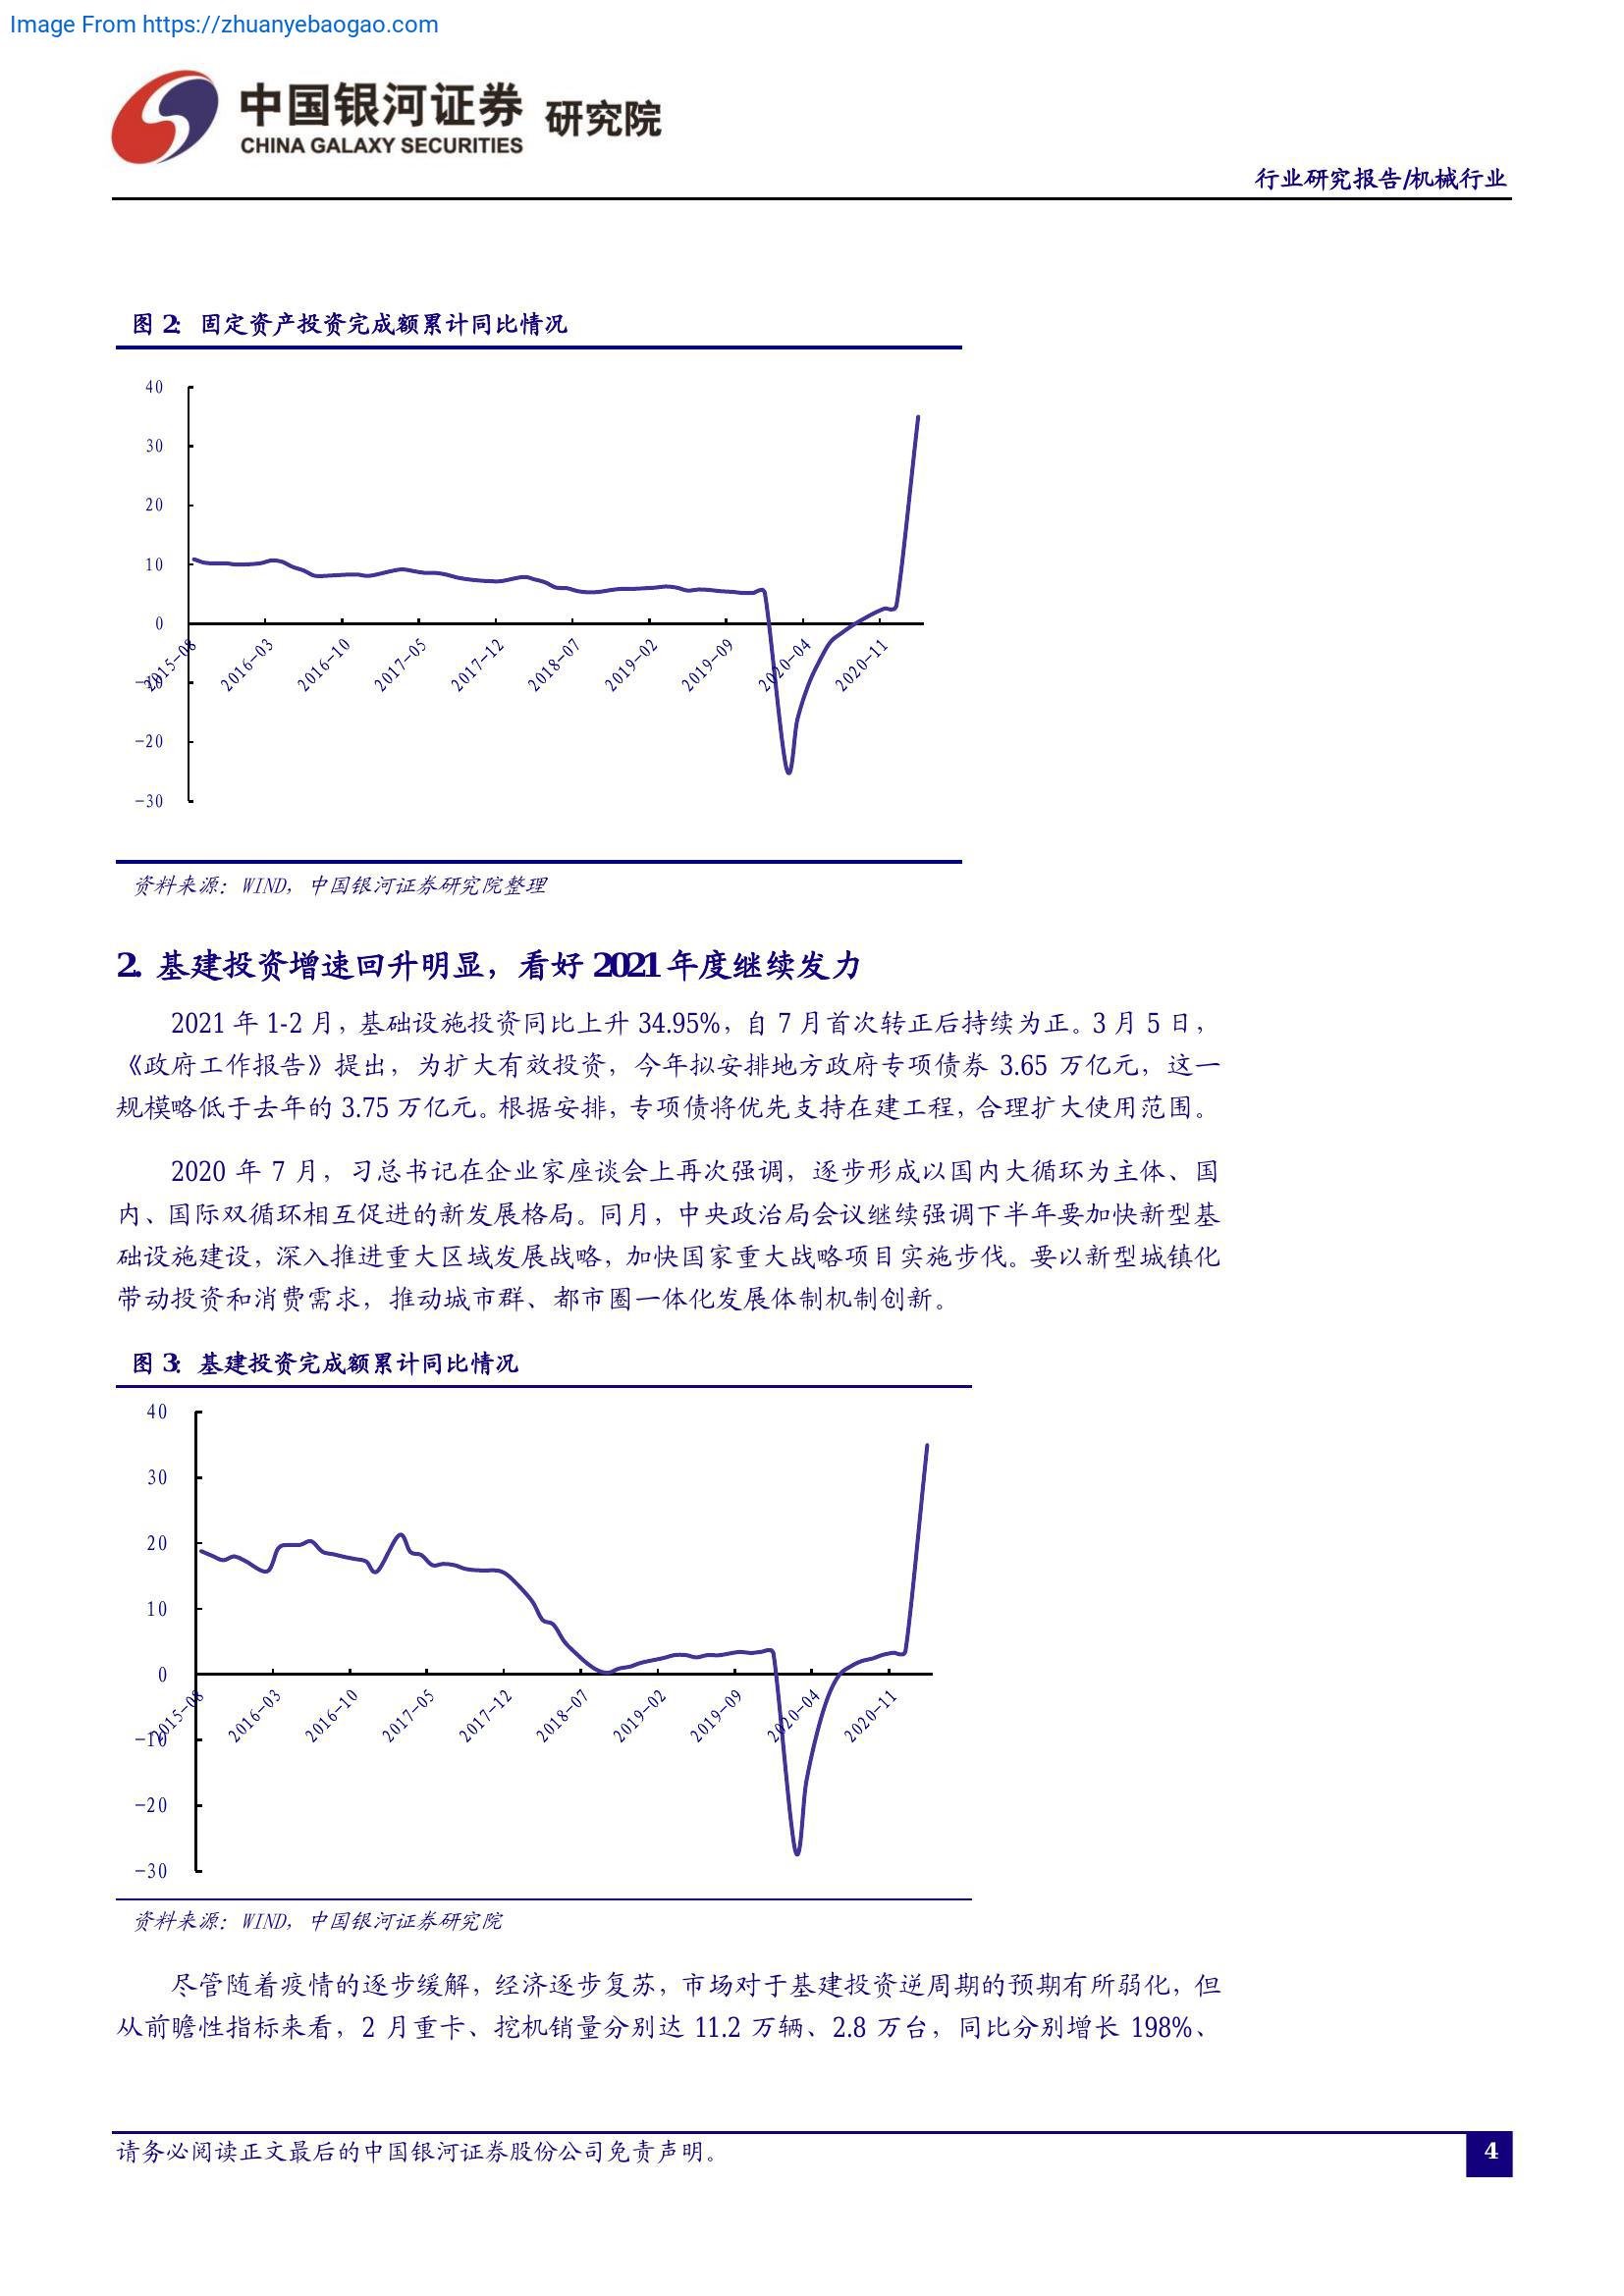 Image From https://zhuanyebaogao.com
中国银河证券 研究院
CHINA GALAXY SECURITIES
行业研究报告/机械行业
图 2: 固定资产投资完成额累计同比情况
40
30
20
10
0
-10
-20
-30
2015-08
2016-03
2016-10
2017-05
2017-12
2018-07
2019-02
2019-09
2020-04
2020-11
资料来源：WIND，中国银河证券研究院整理
2. 基建投资增速回升明显，看好 2021 年度继续发力
2021 年 1-2 月，基础设施投资同比上升 34.95%，自 7 月首次转正后持续为正。3 月 5 日，
《政府工作报告》提出，为扩大有效投资，今年拟安排地方政府专项债券 3.65 万亿元，这一
规模略低于去年的 3.75 万亿元。根据安排，专项债将优先支持在建工程，合理扩大使用范围。
2020 年 7 月，习总书记在企业家座谈会上再次强调，逐步形成以国内大循环为主体、国
内、国际双循环相互促进的新发展格局。同月，中央政治局会议继续强调下半年要加快新型基
础设施建设，深入推进重大区域发展战略，加快国家重大战略项目实施步伐。要以新型城镇化
带动投资和消费需求，推动城市群、都市圈一体化发展体制机制创新。
图 3: 基建投资完成额累计同比情况
40
30
20
10
0
-10
-20
-30
2015-08
2016-03
2016-10
2017-05
2017-12
2018-07
2019-02
2019-09
2020-04
2020-11
资料来源：WIND，中国银河证券研究院
尽管随着疫情的逐步缓解，经济逐步复苏，市场对于基建投资逆周期的预期有所弱化，但
从前瞻性指标来看，2 月重卡、挖机销量分别达 11.2 万辆、2.8 万台，同比分别增长 198%、
请务必阅读正文最后的中国银河证券股份公司免责声明。
4